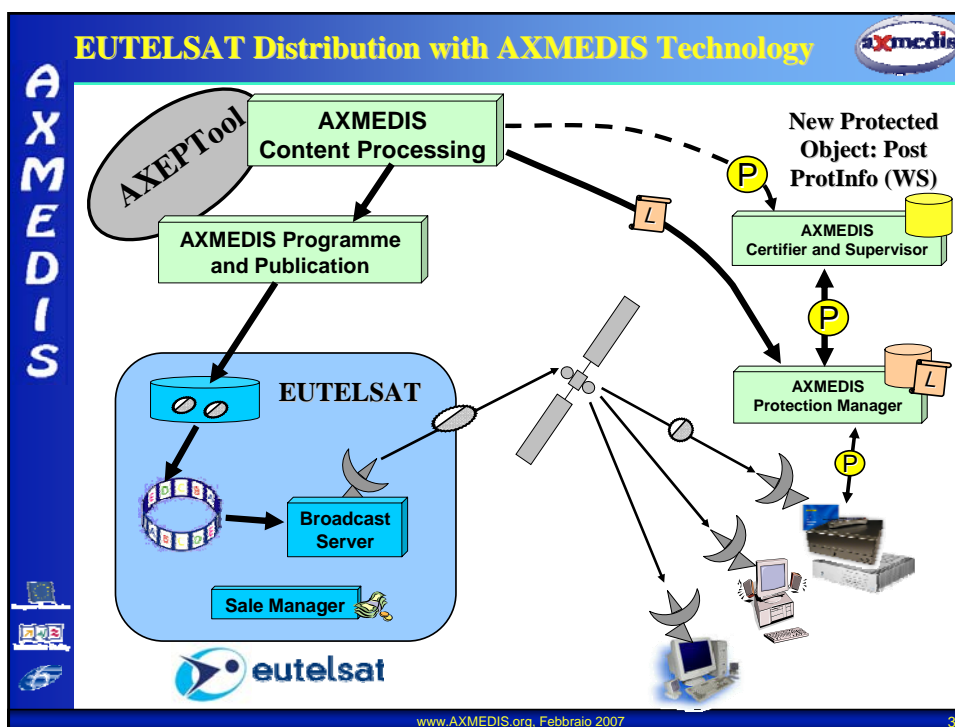 EUTELSAT Distribution with AXMEDIS Technology
axmedis
AXMEDIS
AXEPTool
AXMEDIS
Content Processing
New Protected
Object: Post
ProtInfo (WS)
P
L
AXMEDIS Programme
and Publication
AXMEDIS
Certifier and Supervisor
P
EUTELSAT
AXMEDIS
Protection Manager
L
P
Broadcast
Server
Sale Manager
eutelsat
www.AXMEDIS.org, Febbraio 2007
3